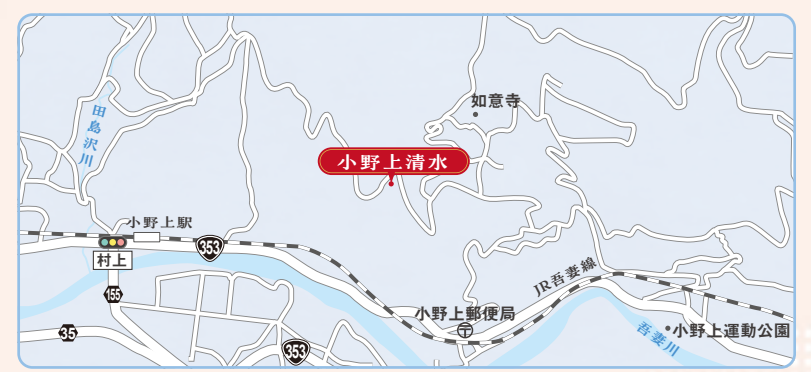 如意寺
田島沢川
小野上清水
小野上駅
353
村上
JR吾妻線
155
小野上郵便局
35
353
吾妻川
小野上運動公園